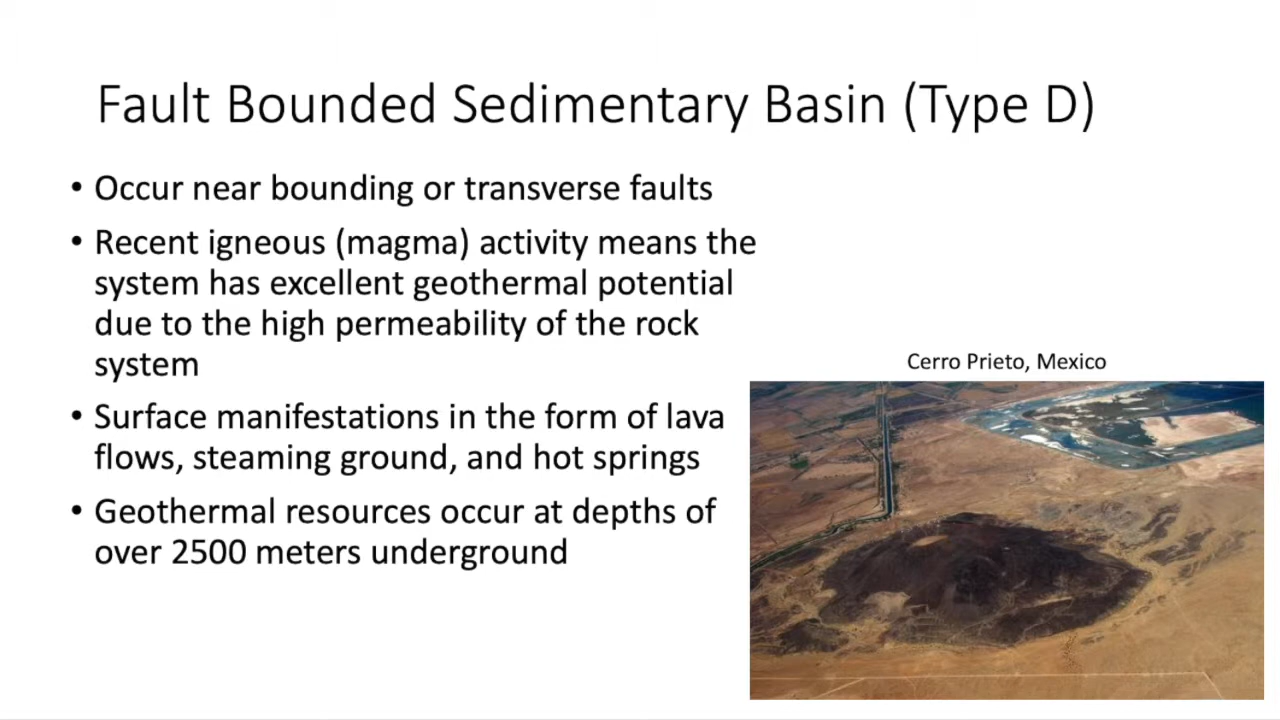 Fault Bounded Sedimentary Basin (Type D)
• Occur near bounding or transverse faults
• Recent igneous (magma) activity means the
system has excellent geothermal potential
due to the high permeability of the rock
system
• Surface manifestations in the form of lava
flows, steaming ground, and hot springs
• Geothermal resources occur at depths of
over 2500 meters underground
Cerro Prieto, Mexico